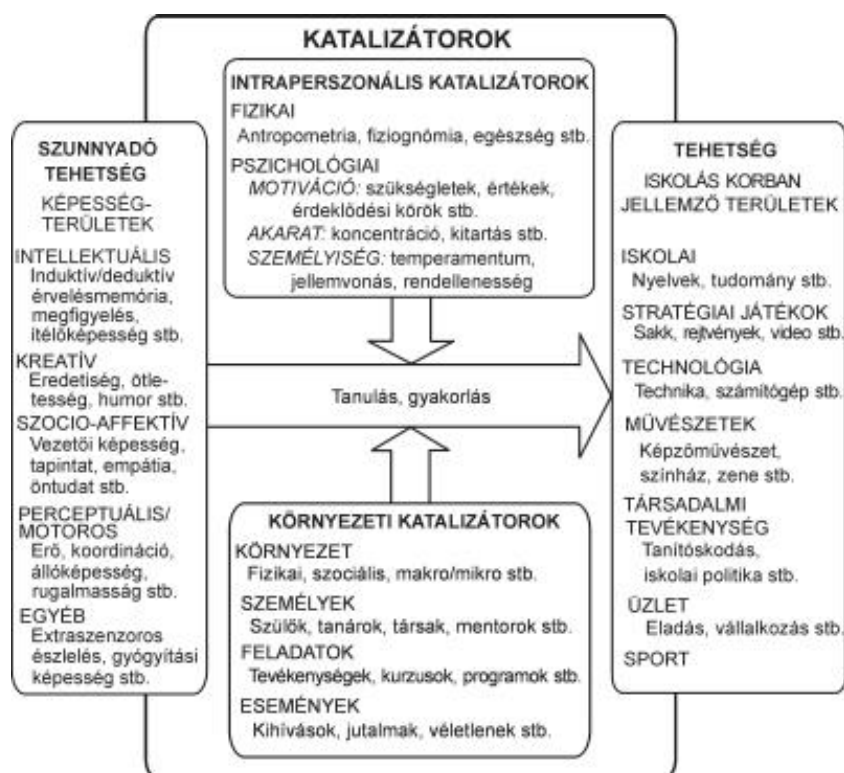 KATALIZÁTOROK
INTRAPERSZONÁLIS KATALIZÁTOROK
FIZIKAI
Antropometria, fiziognómia, egészség stb.
PSZICHOLÓGIAI
MOTIVÁCIÓ: szükségletek, értékek,
érdeklődési körök stb.
AKARAT: koncentráció, kitartás stb.
SZEMÉLYISÉG: temperamentum,
jellemvonás, rendellenesség
SZUNNYADÓ
TEHETSÉG
KÉPESSÉG-
TERÜLETEK
INTELLEKTUÁLIS
Induktív/deduktív
érvelésmemória,
megfigyelés,
itélőképesség stb.
KREATÍV
Eredetiség, ötle-
tesség, humor stb.
SZOCIO-AFFEKTÍV
Vezetői képesség,
tapintat, empátia,
öntudat stb.
PERCEPTUÁLIS/
MOTOROS
Erő, koordináció,
állóképesség,
rugalmasság stb.
EGYÉB
Extraszenzoros
észlelés, gyógyítási
képesség stb.
Tanulás, gyakorlás
KÖRNYEZETI KATALIZÁTOROK
KÖRNYEZET
Fizikai, szociális, makro/mikro stb.
SZEMÉLYEK
Szülők, tanárok, társak, mentorok stb.
FELADATOK
Tevékenységek, kurzusok, programok stb.
ESEMÉNYEK
Kihívások, jutalmak, véletlenek stb.
TEHETSÉG
ISKOLÁS KORBAN
JELLEMZŐ TERÜLETEK
ISKOLAI
Nyelvek, tudomány stb.
STRATÉGIAI JÁTÉKOK
Sakk, rejtvények, video stb.
TECHNOLÓGIA
Technika, számítógép stb.
MŰVÉSZETEK
Képzőművészet,
színház, zene stb.
TÁRSADALMI
TEVÉKENYSÉG
Tanítóskodás,
iskolai politika stb.
ÜZLET
Eladás, vállalkozás stb.
SPORT